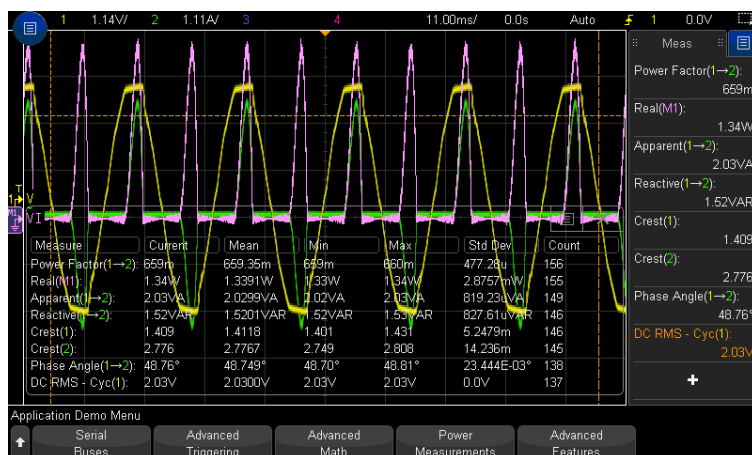 1 1.14V/ 2 1.11A/ 3 4 11.00ms/ 0.0s Auto 1 0.0V
Meas
Power Factor(1→2):
659m
Real(M1):
1.34W
Apparent(1→2):
2.03VA
Reactive(1→2):
1.52VAR
Crest(1):
1.409
Crest(2):
2.776
Phase Angle(1→2):
48.76°
DC RMS - Cyc(1):
2.03V
T
1 V
M1 VI
Measure Current Mean Min Max Std Dev Count
Power Factor(1→2): 659m 659.35m 659m 660m 477.28u 156
Real(M1): 1.34W 1.3391W 1.33W 1.34W 2.8757mW 155
Apparent(1→2): 2.03VA 2.0299VA 2.02VA 2.03VA 819.23uVA 149
Reactive(1→2): 1.52VAR 1.5201VAR 1.52VAR 1.53VAR 827.61uVAR 146
Crest(1): 1.409 1.4118 1.401 1.431 5.2479m 146
Crest(2): 2.776 2.7767 2.749 2.808 14.236m 145
Phase Angle(1→2): 48.76° 48.749° 48.70° 48.81° 23.444E-03° 138
DC RMS - Cyc(1): 2.03V 2.0300V 2.03V 2.03V 0.0V 137
Application Demo Menu
Serial Buses
Advanced Triggering
Advanced Math
Power Measurements
Advanced Features